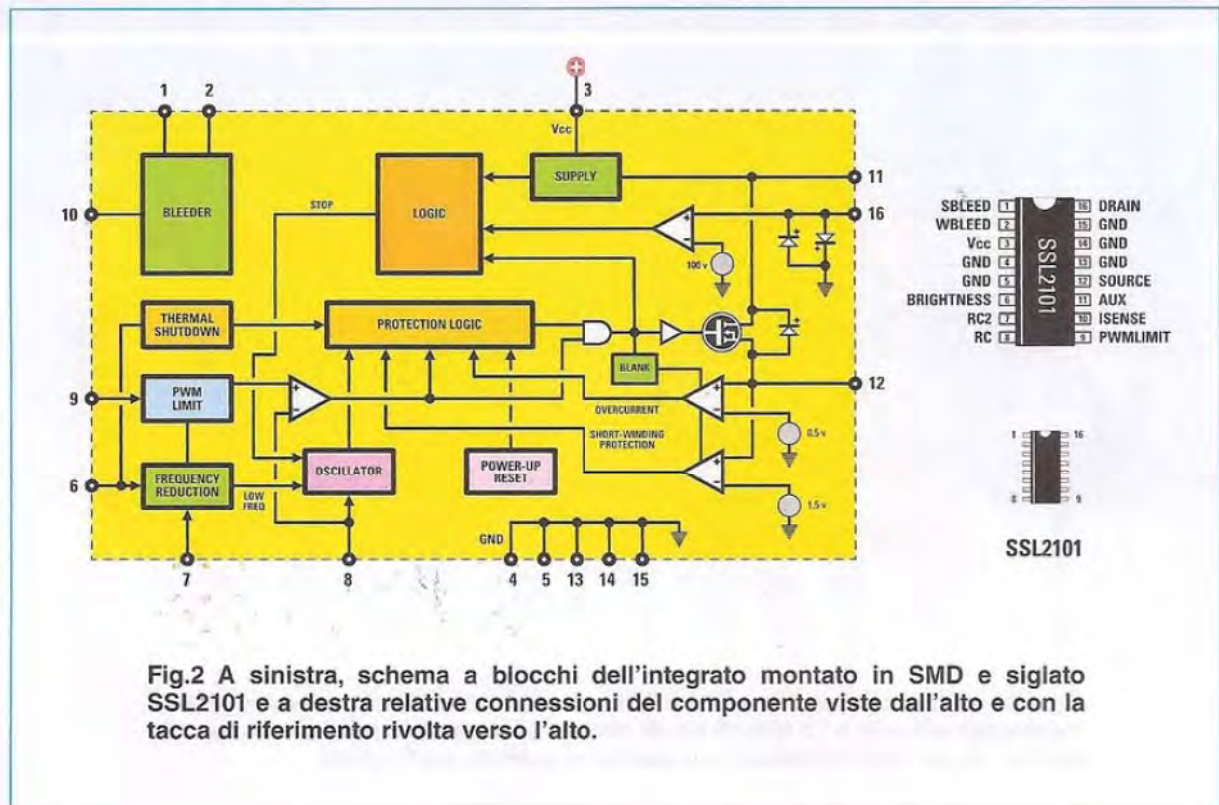 1 2 3
Vcc
BLEEDER
LOGIC
SUPPLY
11
10
STOP
16
100 v
THERMAL
SHUTDOWN
PROTECTION LOGIC
BLANK
9
PWM
LIMIT
12
OVERCURRENT
SHORT-WINDING
PROTECTION
0.5 v
6
FREQUENCY
REDUCTION
LOW
FREQ
OSCILLATOR
POWER-UP
RESET
1.5 v
GND
7 8 4 5 13 14 15
SBLEED 1 16 DRAIN
WBLEED 2 15 GND
Vcc 3 14 GND
GND 4 13 GND
GND 5 12 SOURCE
BRIGHTNESS 6 11 AUX
RC2 7 10 ISENSE
RC 8 9 PWMLIMIT
SSL2101
1 16
8 9
SSL2101
Fig.2 A sinistra, schema a blocchi dell'integrato montato in SMD e siglato
SSL2101 e a destra relative connessioni del componente viste dall'alto e con la
tacca di riferimento rivolta verso l'alto.